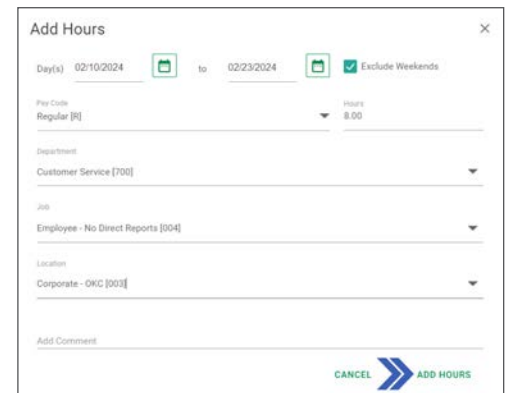 Add Hours
Day(s) 02/10/2024 to 02/23/2024 Exclude Weekends
Pay Code Hours
Regular [R] 8.00
Department
Customer Service [700]
Job
Employee - No Direct Reports [004]
Location
Corporate - OKC [003]
Add Comment
CANCEL ADD HOURS